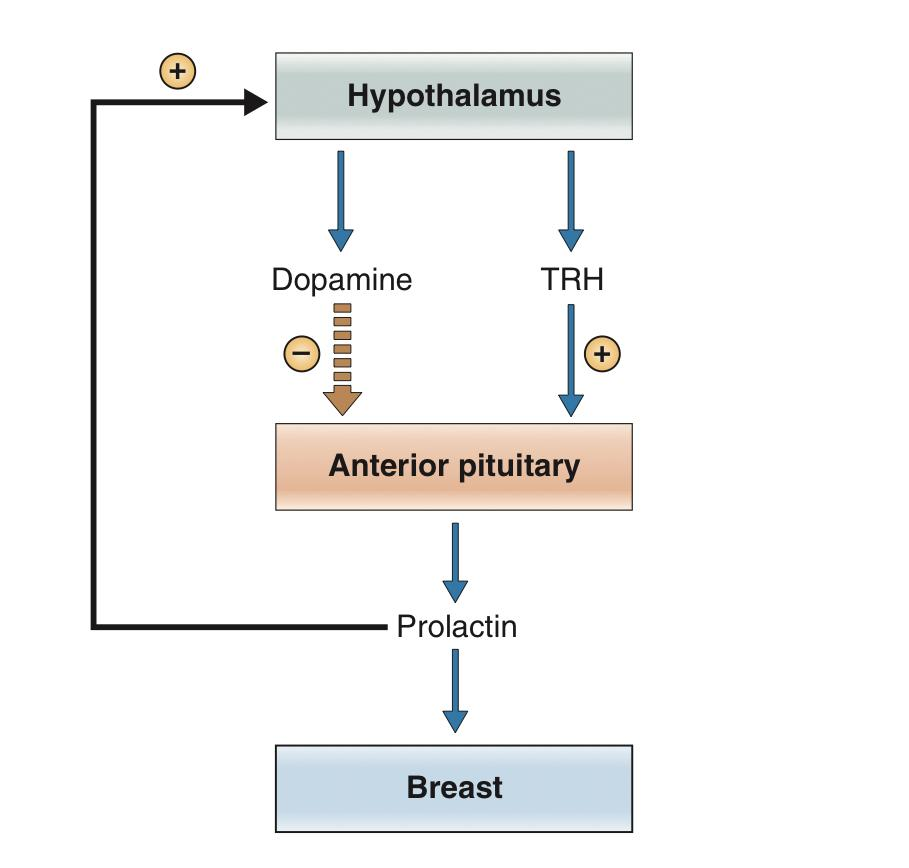 +
Hypothalamus
Dopamine
TRH
−
+
Anterior pituitary
Prolactin
Breast